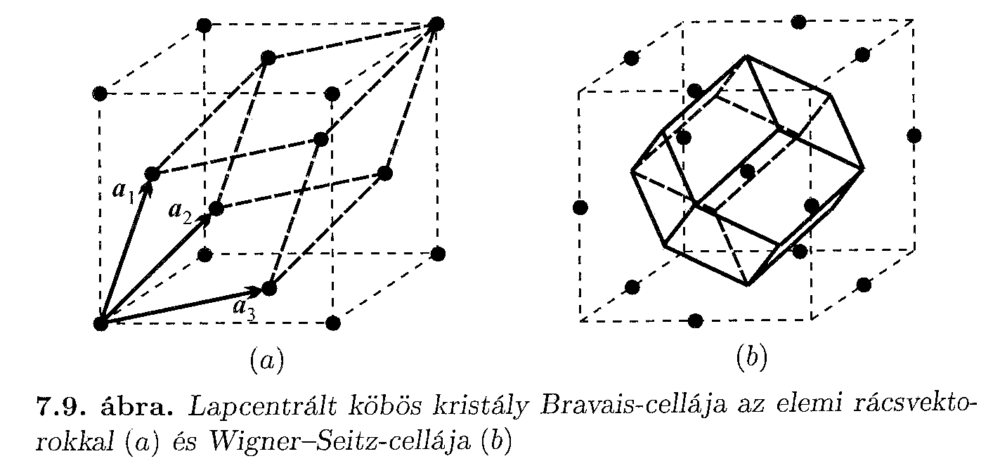 a1
a2
a3
(a)
(b)
7.9. ábra. Lapcentrált köbös kristály Bravais-cellája az elemi rácsvekto-
rokkal (a) és Wigner–Seitz-cellája (b)